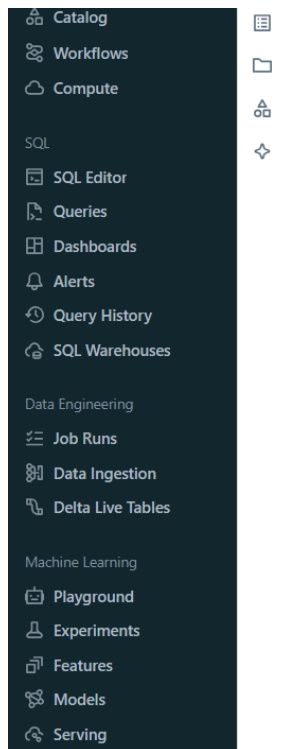 Catalog
Workflows
Compute
SQL
SQL Editor
Queries
Dashboards
Alerts
Query History
SQL Warehouses
Data Engineering
Job Runs
Data Ingestion
Delta Live Tables
Machine Learning
Playground
Experiments
Features
Models
Serving